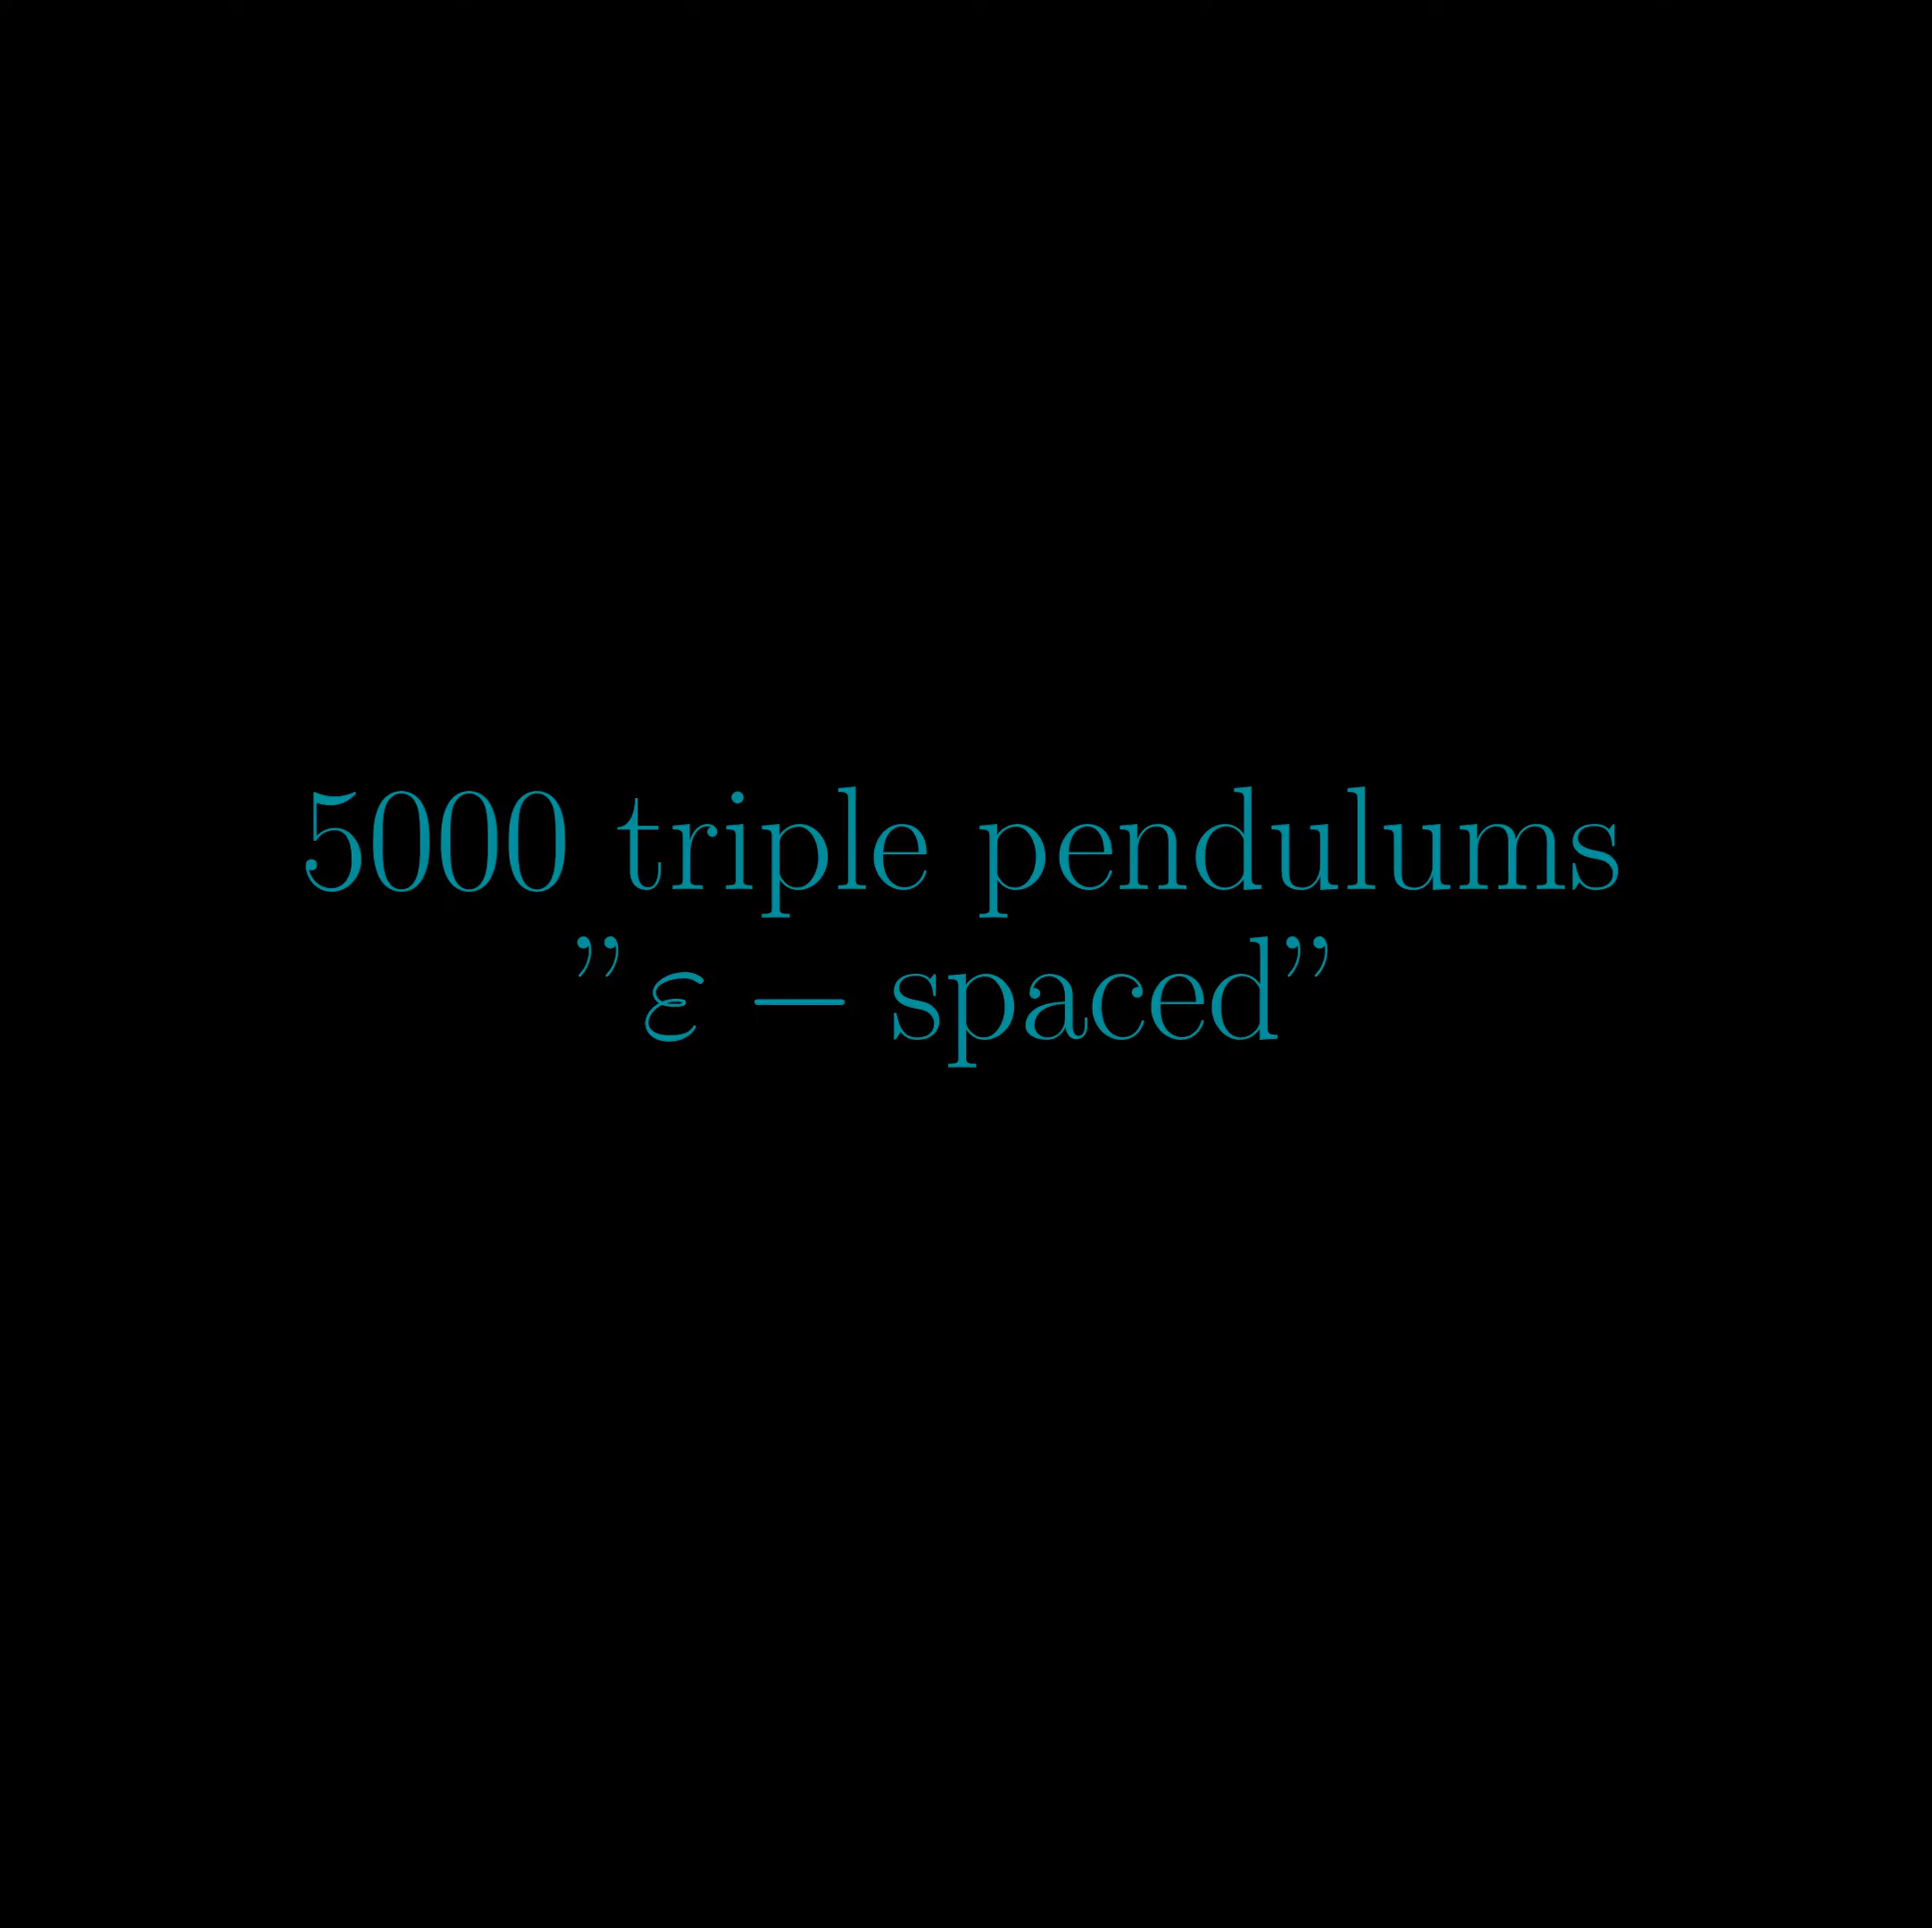 5000 triple pendulums
”ε — spaced”